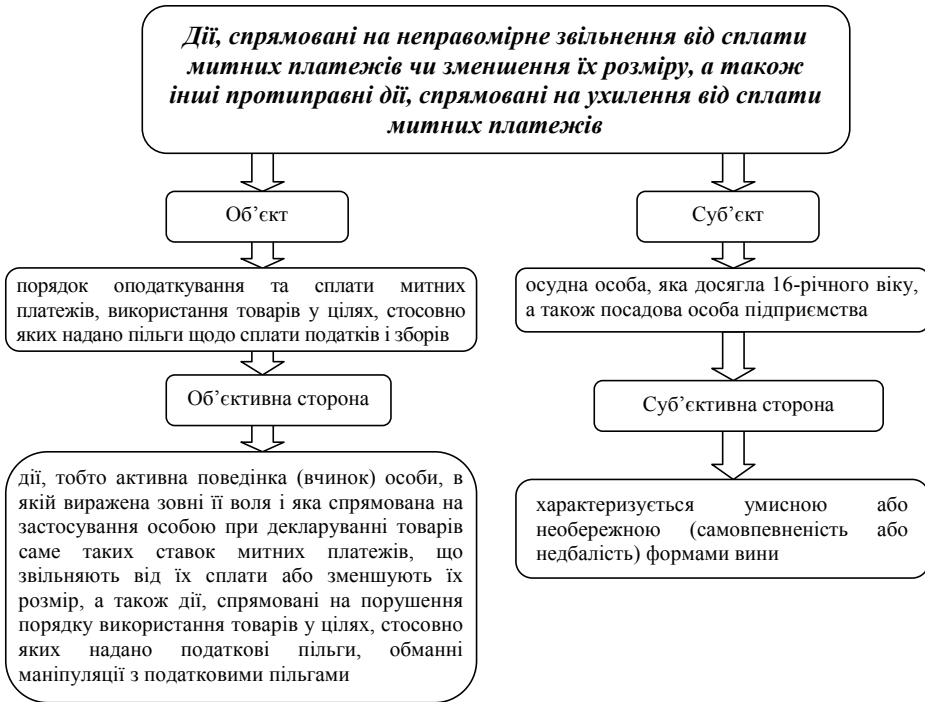 Дії, спрямовані на неправомірне звільнення від сплати
митних платежів чи зменшення їх розміру, а також
інші протиправні дії, спрямовані на ухилення від сплати
митних платежів
Об’єкт
порядок оподаткування та сплати митних
платежів, використання товарів у цілях, стосовно
яких надано пільги щодо сплати податків і зборів
Об’єктивна сторона
дії, тобто активна поведінка (вчинок) особи, в
якій виражена зовні її воля і яка спрямована на
застосування особою при декларуванні товарів
саме таких ставок митних платежів, що
звільняють від їх сплати або зменшують їх
розмір, а також дії, спрямовані на порушення
порядку використання товарів у цілях, стосовно
яких надано податкові пільги, обманні
маніпуляції з податковими пільгами
Суб’єкт
осудна особа, яка досягла 16-річного віку,
а також посадова особа підприємства
Суб’єктивна сторона
характеризується умисною або
необережною (самовпевненість або
недбалість) формами вини